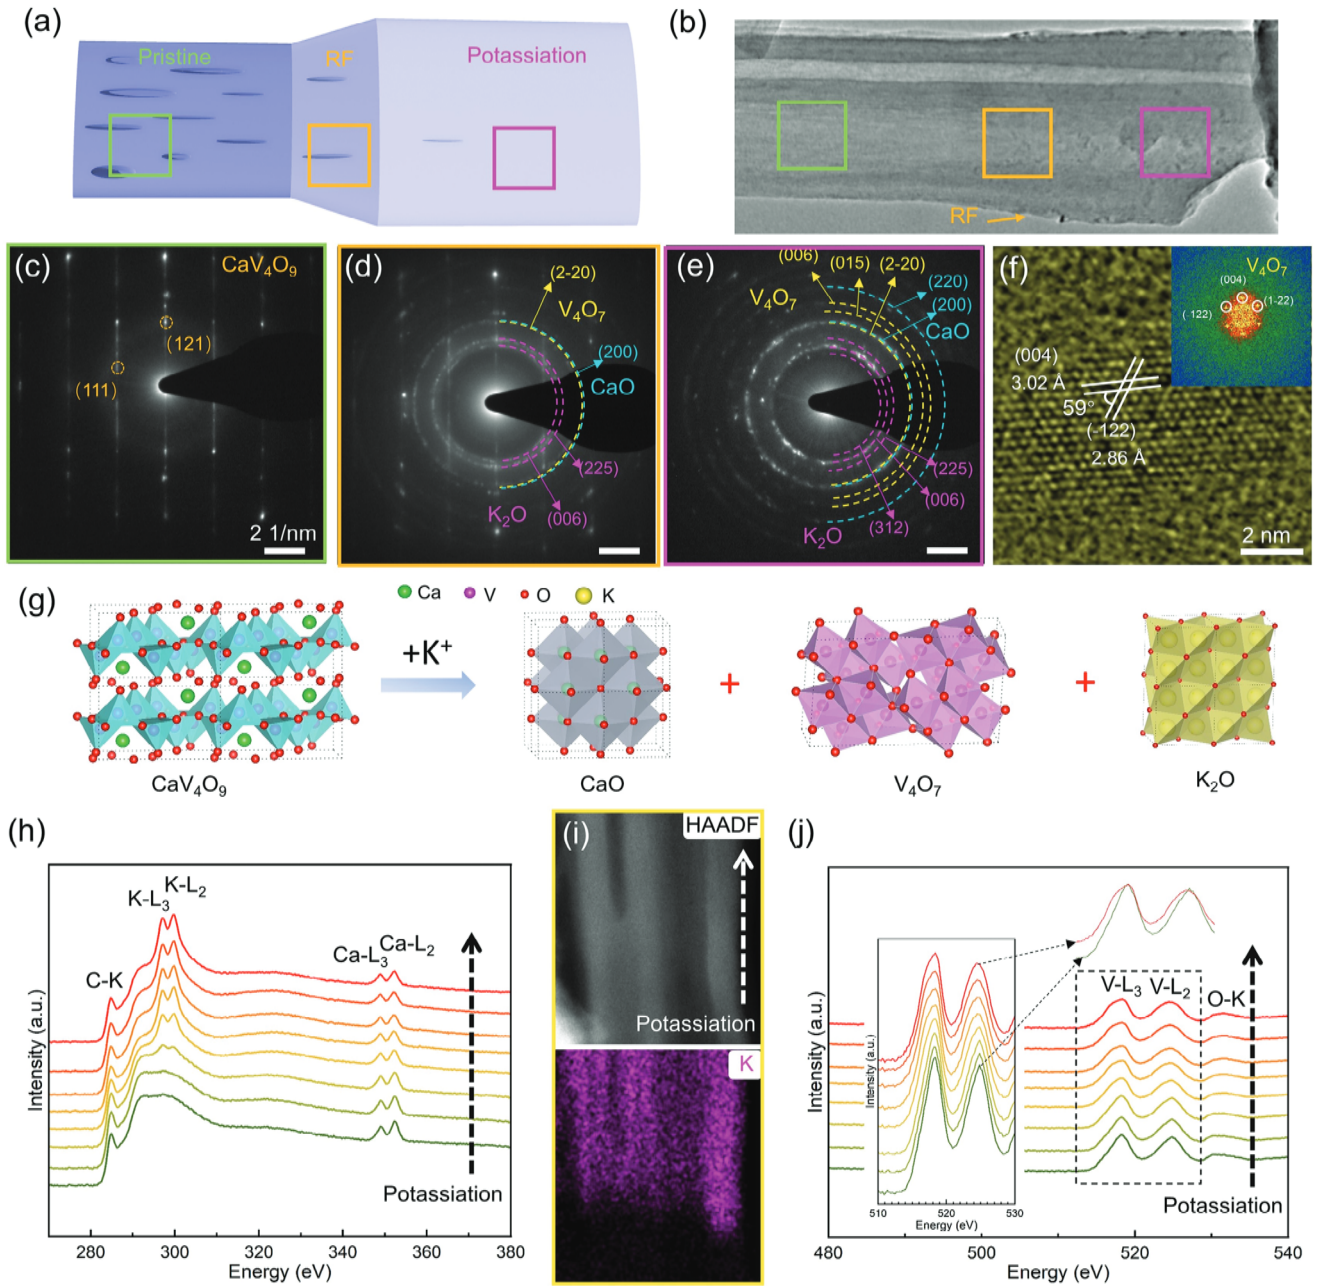 (a)
Pristine
RF
Potassiation
(b)
RF
(c)
CaV₄O₉
(121)
(111)
2 1/nm
(d)
(2-20)
V₄O₇
(200)
CaO
(225)
K₂O
(006)
(e)
(006)
(015)
(2-20)
V₄O₇
(220)
(200)
CaO
(225)
(006)
K₂O
(312)
(f)
V₄O₇
(004)
(-122)
(1-22)
(004)
3.02 Å
59°
(-122)
2.86 Å
2 nm
(g)
Ca V O K
+K⁺
+
+
CaV₄O₉
CaO
V₄O₇
K₂O
(h)
K-L₃
K-L₂
Ca-L₃
Ca-L₂
C-K
Intensity (a.u.)
Potassiation
280 300 320 340 360 380
Energy (eV)
(i)
HAADF
Potassiation
K
(j)
V-L₃
V-L₂
O-K
Intensity (a.u.)
Intensity (a.u.)
510 520 530
Energy (eV)
Potassiation
480 500 520 540
Energy (eV)